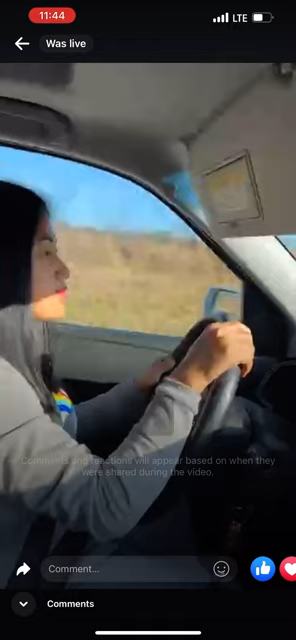 11:44
LTE
Was live
Comments and reactions will appear based on when they
were shared during the video.
Comment...
Comments